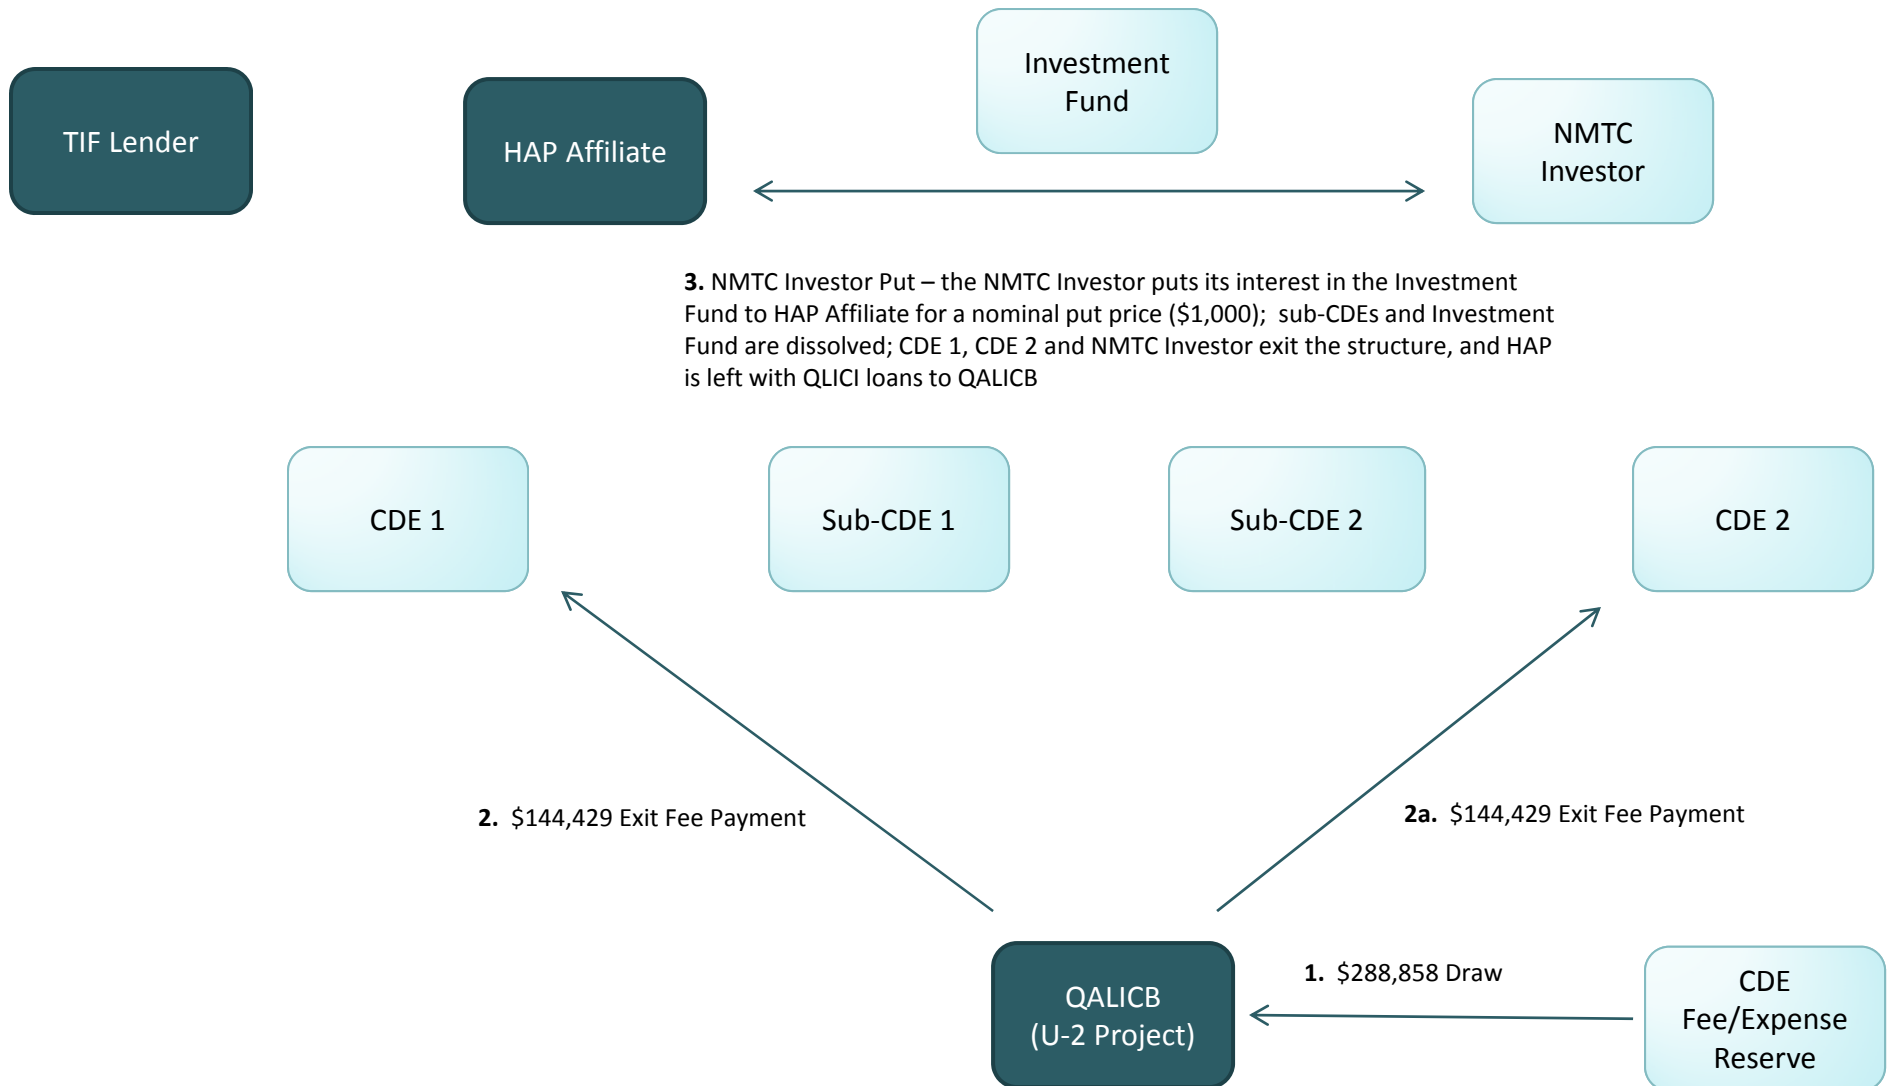 Investment
Fund
TIF Lender
HAP Affiliate
NMTC
Investor
3. NMTC Investor Put – the NMTC Investor puts its interest in the Investment
Fund to HAP Affiliate for a nominal put price ($1,000);  sub-CDEs and Investment
Fund are dissolved; CDE 1, CDE 2 and NMTC Investor exit the structure, and HAP
is left with QLICI loans to QALICB
CDE 1
Sub-CDE 1
Sub-CDE 2
CDE 2
2.  $144,429 Exit Fee Payment
2a.  $144,429 Exit Fee Payment
QALICB
(U-2 Project)
1.  $288,858 Draw
CDE
Fee/Expense
Reserve